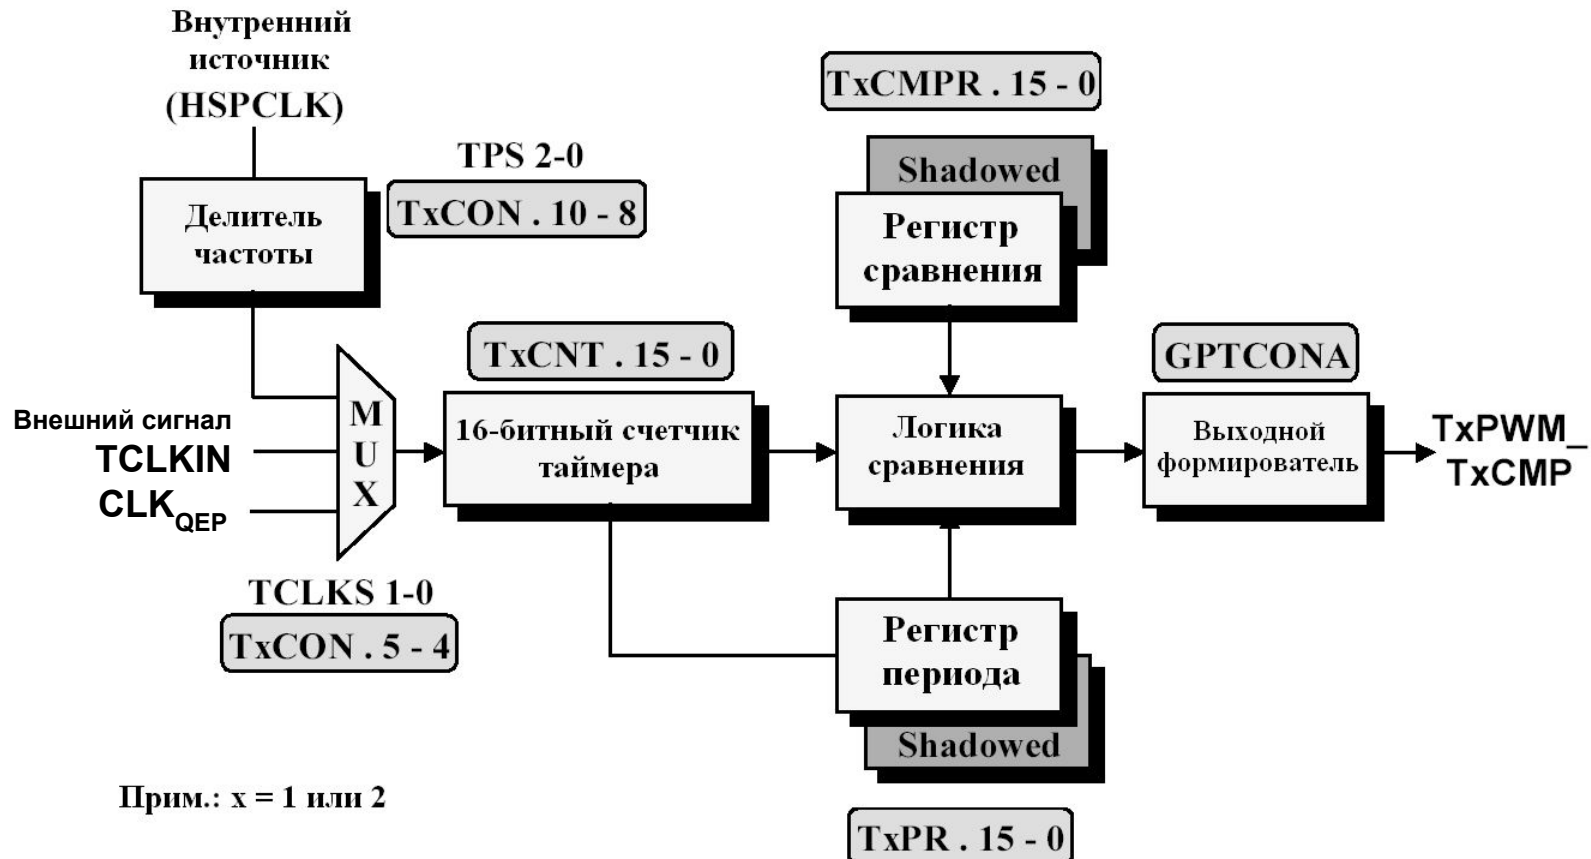 Внутренний
источник
(HSPCLK)
TxCMPR . 15 - 0
TPS 2-0
Shadowed
TxCON . 10 - 8
Делитель
частоты
Регистр
сравнения
TxCNT . 15 - 0
GPTCONA
Внешний сигнал
TCLKIN
CLK QEP
M
U
X
16-битный счетчик
таймера
Логика
сравнения
Выходной
формирователь
TxPWM_
TxCMP
TCLKS 1-0
TxCON . 5 - 4
Регистр
периода
Shadowed
Прим.: x = 1 или 2
TxPR . 15 - 0